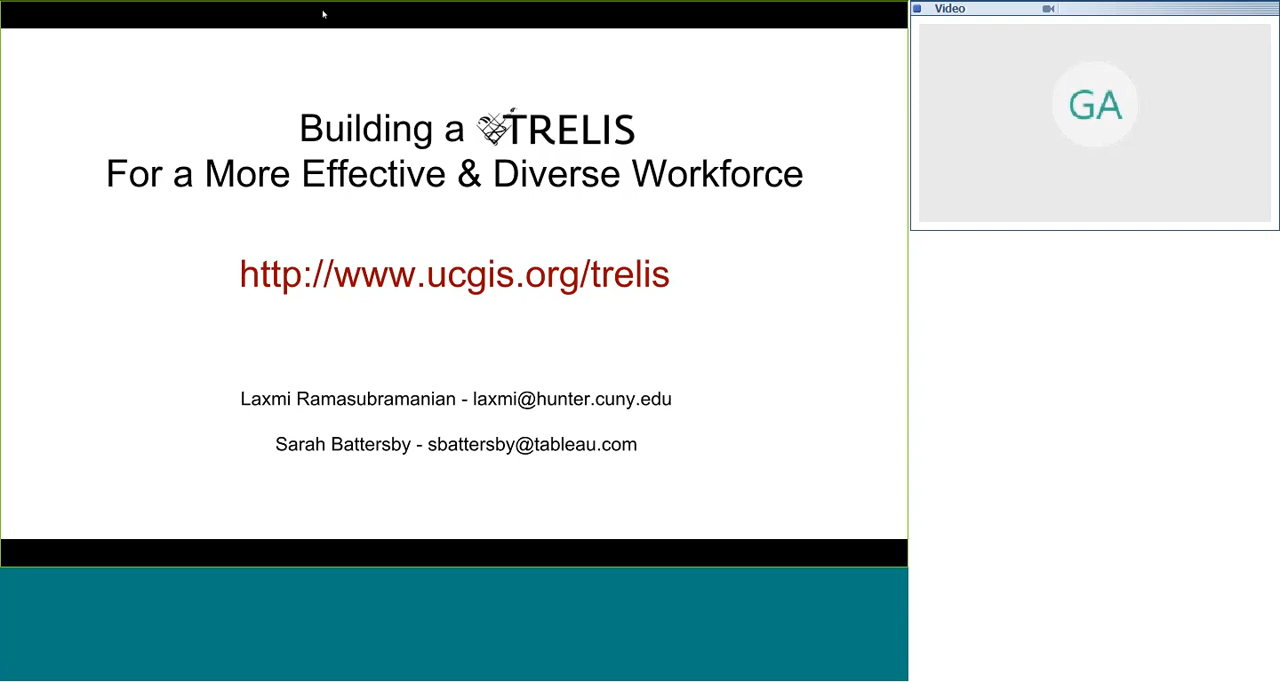 Building a TRELIS
For a More Effective & Diverse Workforce
http://www.ucgis.org/trelis
Laxmi Ramasubramanian - laxmi@hunter.cuny.edu
Sarah Battersby - sbattersby@tableau.com
Video
GA